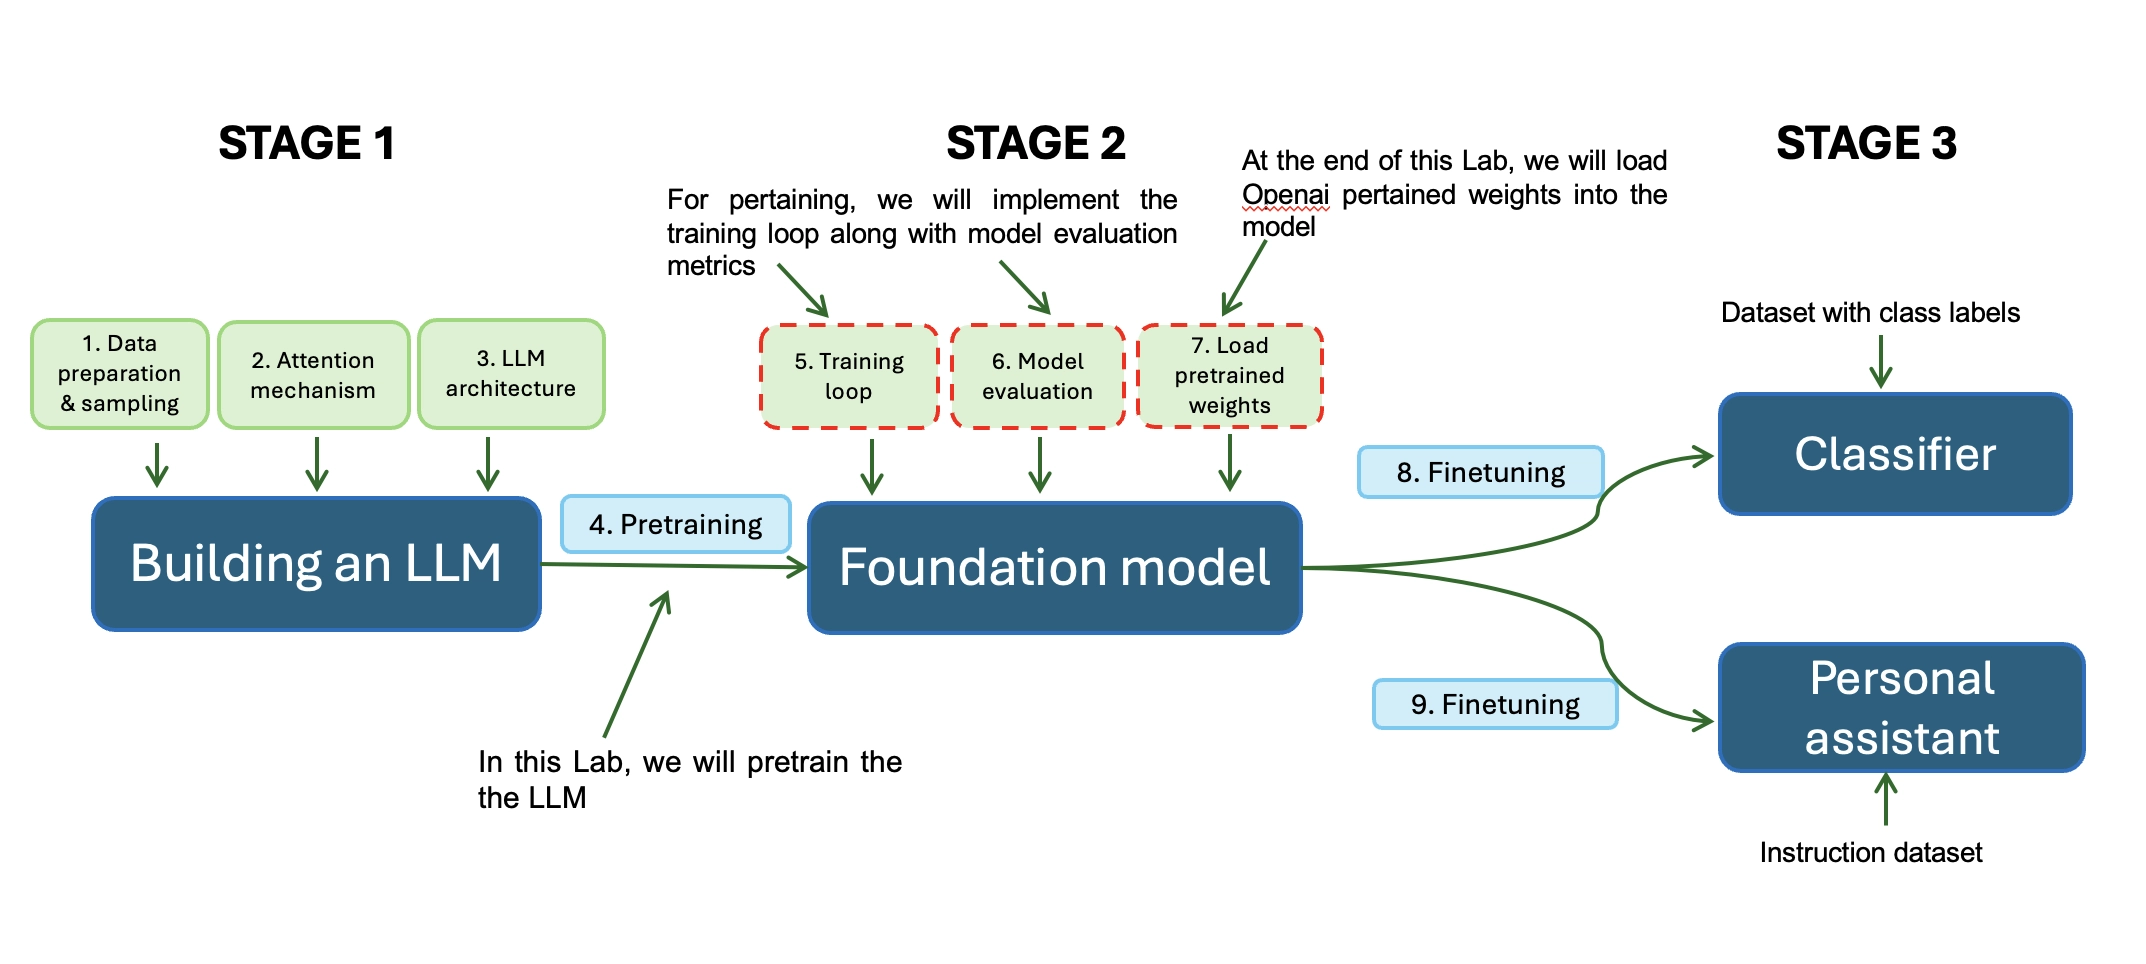 STAGE 1
STAGE 2
STAGE 3
For pertaining, we will implement the
training loop along with model evaluation
metrics
At the end of this Lab, we will load
Openai pertained weights into the
model
1. Data
preparation
& sampling
2. Attention
mechanism
3. LLM
architecture
5. Training
loop
6. Model
evaluation
7. Load
pretrained
weights
Dataset with class labels
Building an LLM
4. Pretraining
Foundation model
8. Finetuning
Classifier
9. Finetuning
Personal
assistant
In this Lab, we will pretrain the
the LLM
Instruction dataset